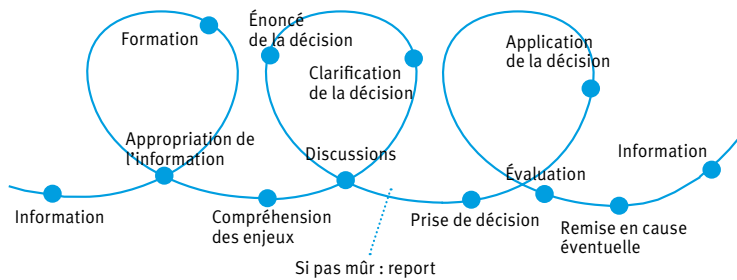 Formation
Énoncé
de la décision
Clarification
de la décision
Application
de la décision
Appropriation de
l’information
Discussions
Évaluation
Information
Information
Compréhension
des enjeux
Prise de décision
Remise en cause
éventuelle
Si pas mûr : report